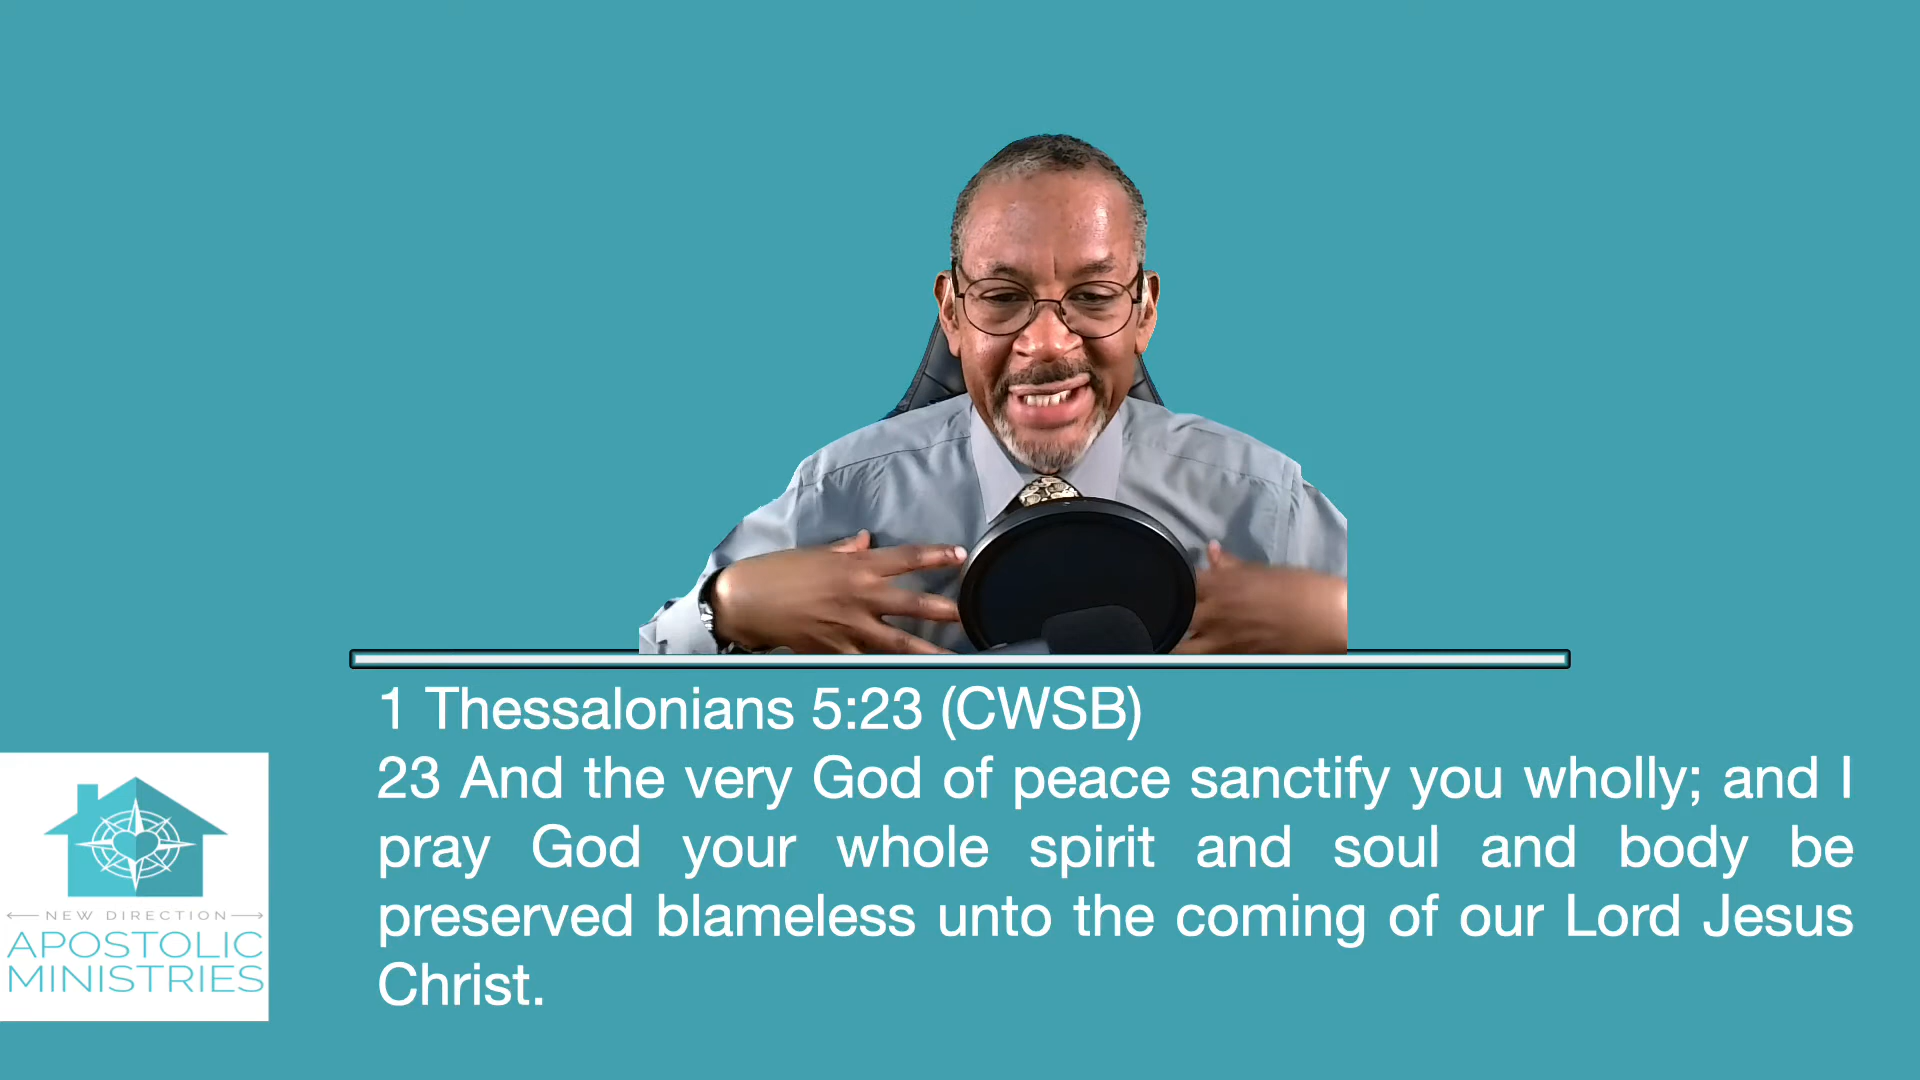 1 Thessalonians 5:23 (CWSB)
23 And the very God of peace sanctify you wholly; and I
pray God your whole spirit and soul and body be
preserved blameless unto the coming of our Lord Jesus
Christ.
NEW DIRECTION
APOSTOLIC
MINISTRIES